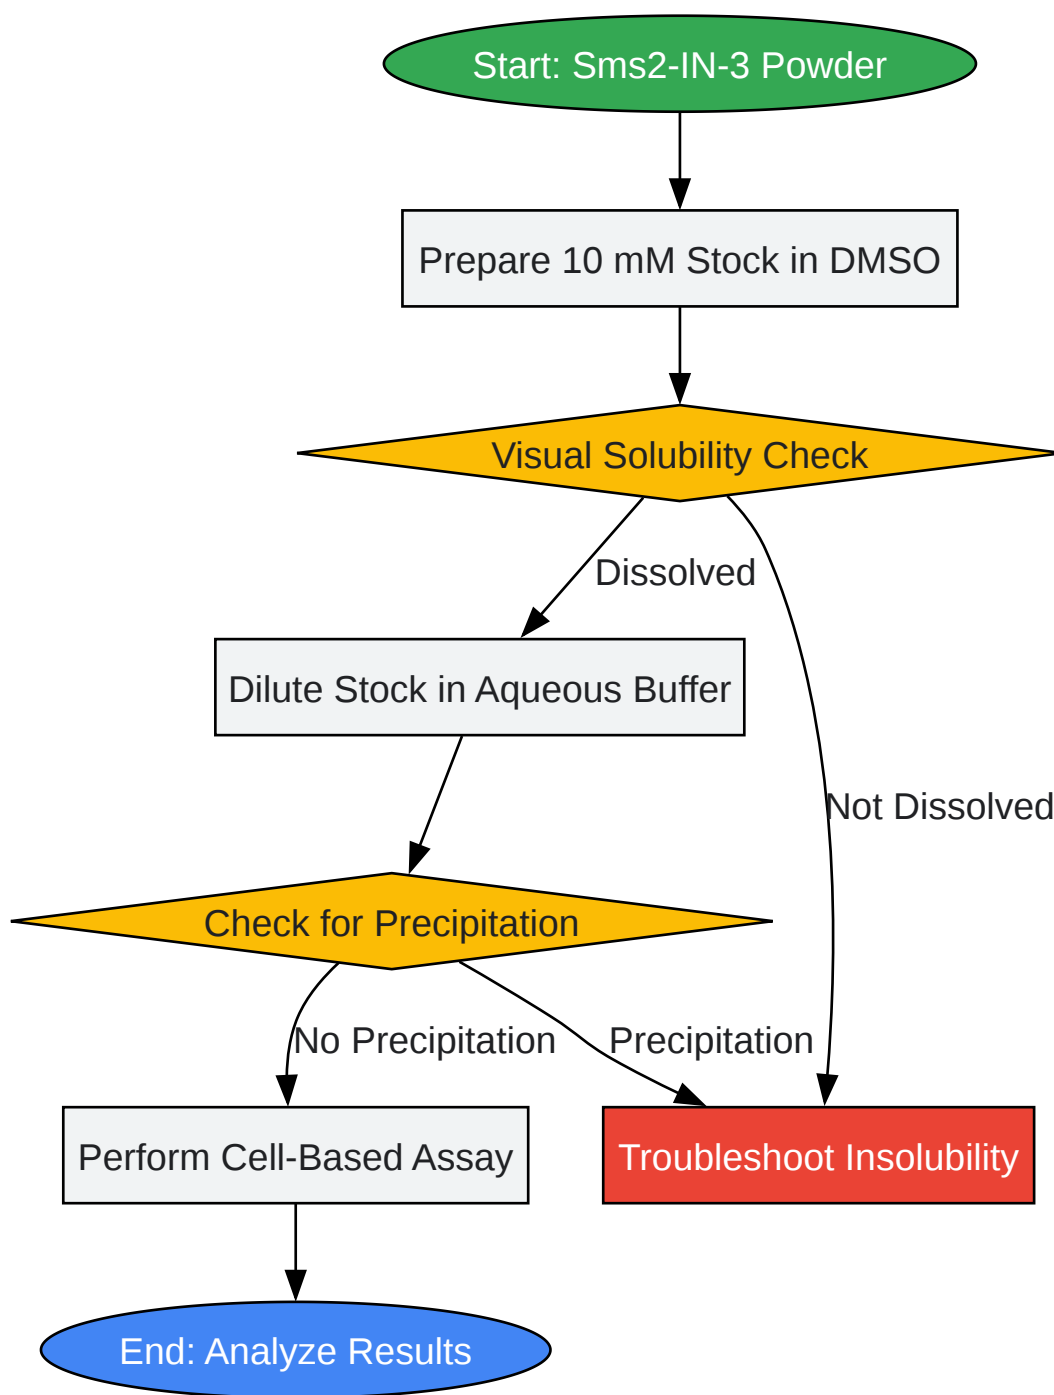 Start: Sms2-IN-3 Powder
Prepare 10 mM Stock in DMSO
Visual Solubility Check
Dissolved
Dilute Stock in Aqueous Buffer
Not Dissolved
Check for Precipitation
No Precipitation
Precipitation
Perform Cell-Based Assay
Troubleshoot Insolubility
End: Analyze Results